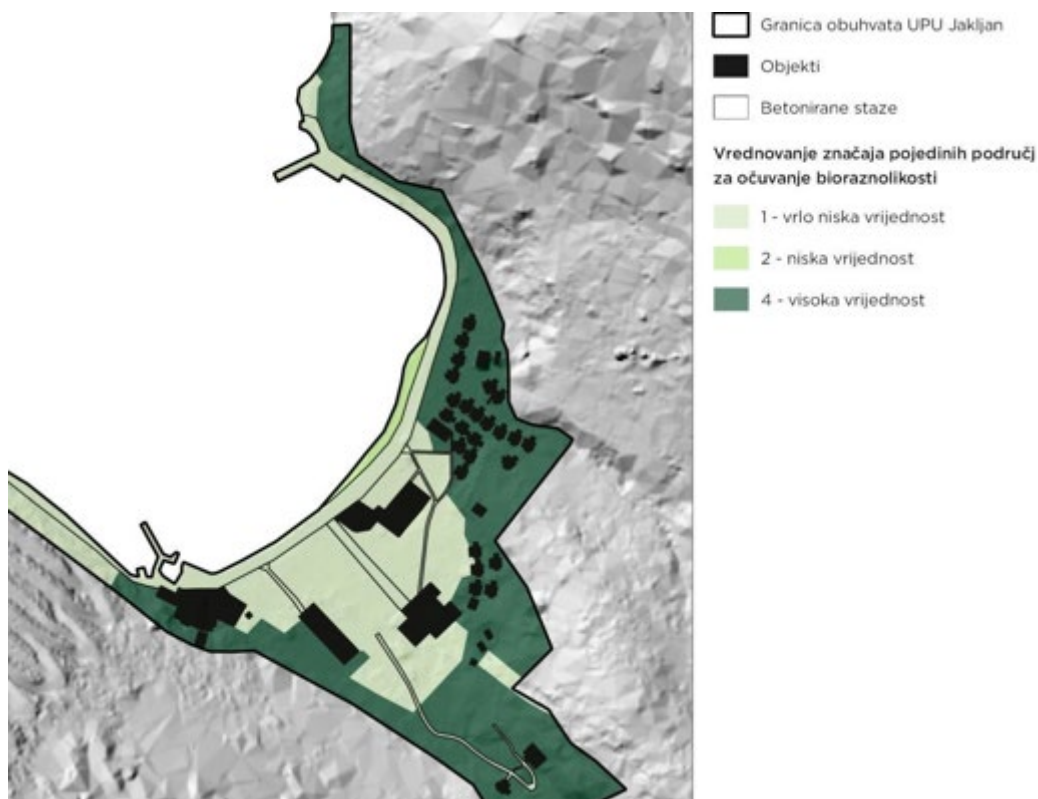 Granica obuhvata UPU Jakljan
Objekti
Betonirane staze
Vrednovanje značaja pojedinih područj
za očuvanje bioraznolikosti
1 - vrlo niska vrijednost
2 - niska vrijednost
4 - visoka vrijednost